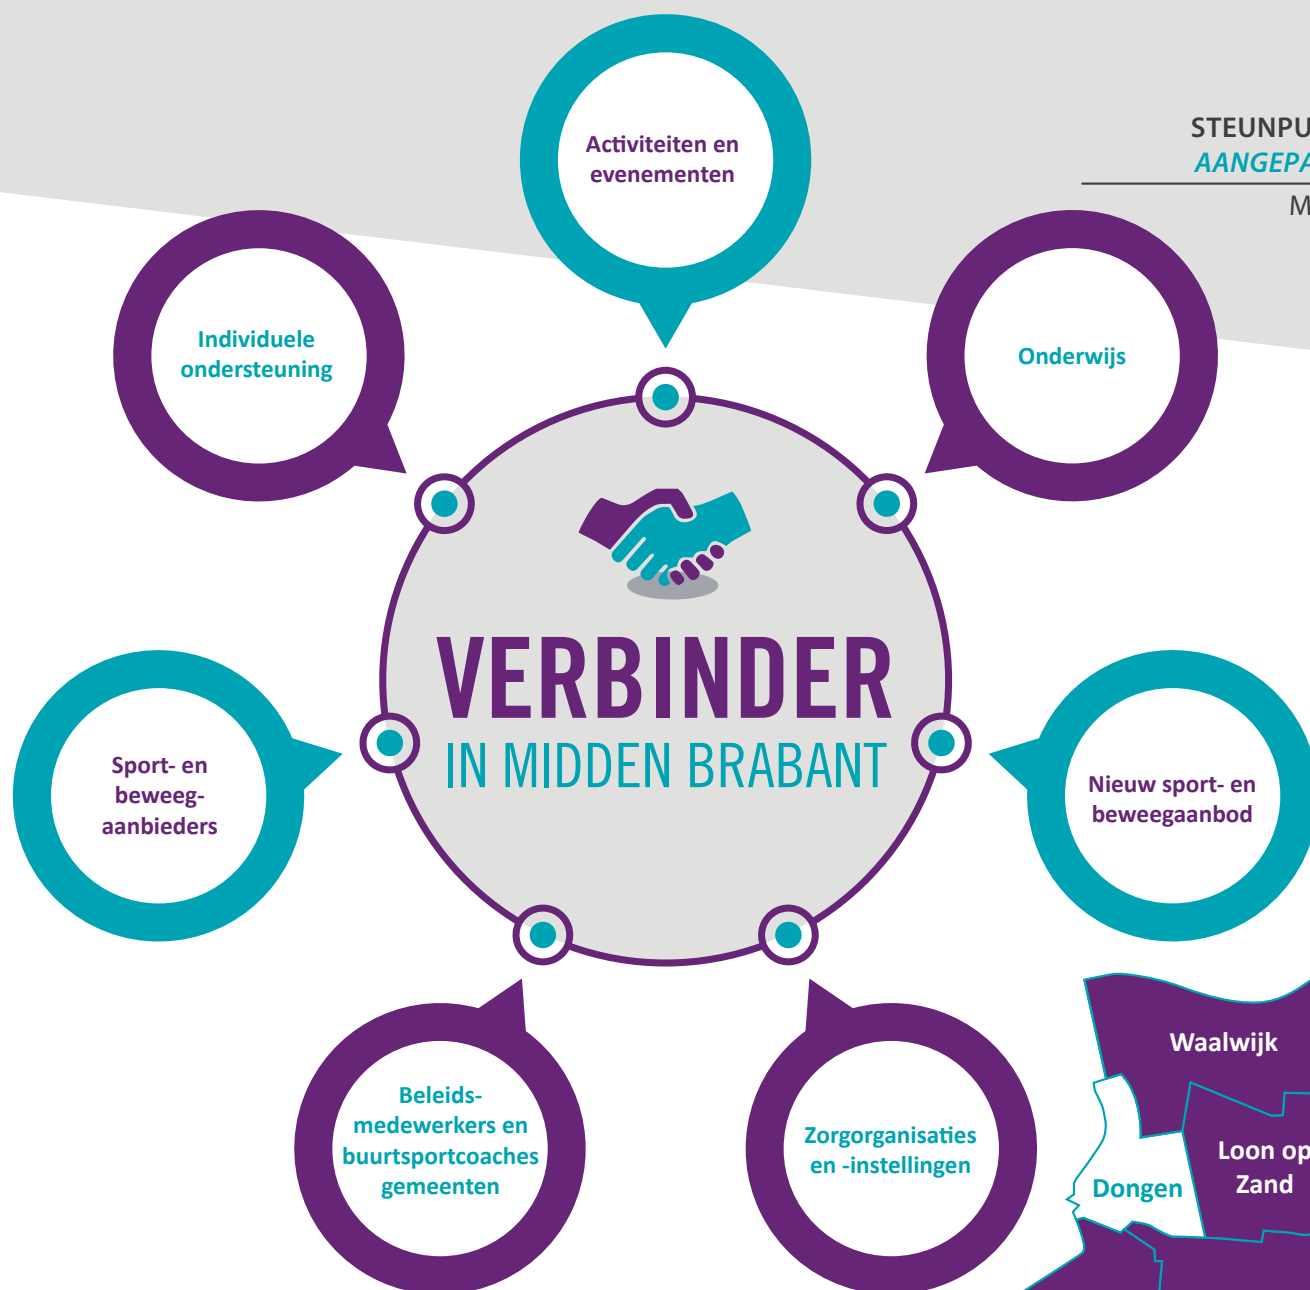 Activiteiten en
evenementen
STEUNPU
AANGEPA
M
Individuele
ondersteuning
Onderwijs
VERBINDER
IN MIDDEN BRABANT
Sport- en
beweeg-
aanbieders
Nieuw sport- en
beweegaanbod
Beleids-
medewerkers en
buurtsportcoaches
gemeenten
Zorgorganisaties
en -instellingen
Waalwijk
Loon op
Zand
Dongen